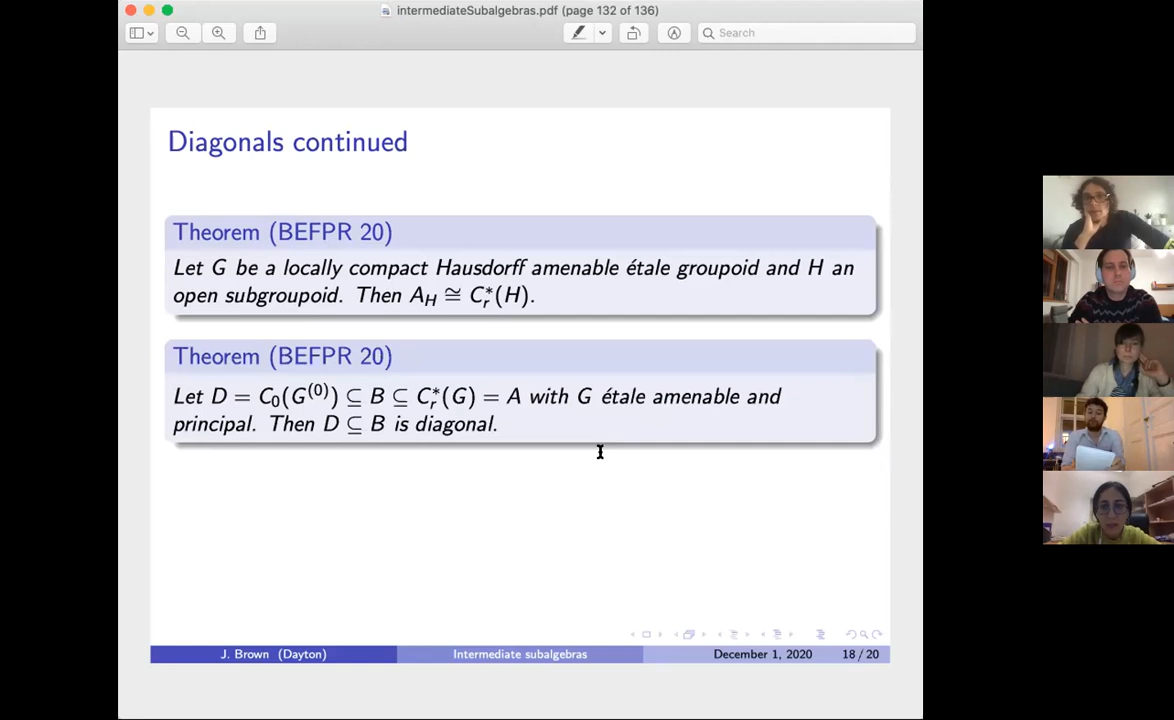 intermediateSubalgebras.pdf (page 132 of 136)
Search
Diagonals continued
Theorem (BEFPR 20)
Let G be a locally compact Hausdorff amenable étale groupoid and H an
open subgroupoid. Then A_H ≅ C*_r(H).
Theorem (BEFPR 20)
Let D = C₀(G⁽⁰⁾) ⊆ B ⊆ C*_r(G) = A with G étale amenable and
principal. Then D ⊆ B is diagonal.
J. Brown (Dayton) Intermediate subalgebras December 1, 2020 18 / 20